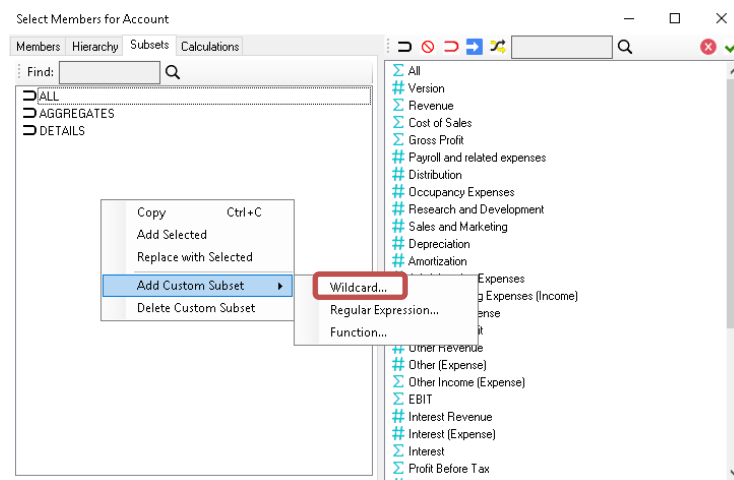 Select Members for Account
Members Hierarchy Subsets Calculations
Find:
ALL
AGGREGATES
DETAILS
Copy Ctrl+C
Add Selected
Replace with Selected
Add Custom Subset
Delete Custom Subset
Wildcard...
Regular Expression...
Function...
All
Version
Revenue
Cost of Sales
Gross Profit
Payroll and related expenses
Distribution
Occupancy Expenses
Research and Development
Sales and Marketing
Depreciation
Amortization
Expenses
Expenses (Income)
Other Revenue
Other (Expense)
Other Income (Expense)
EBIT
Interest Revenue
Interest (Expense)
Interest
Profit Before Tax